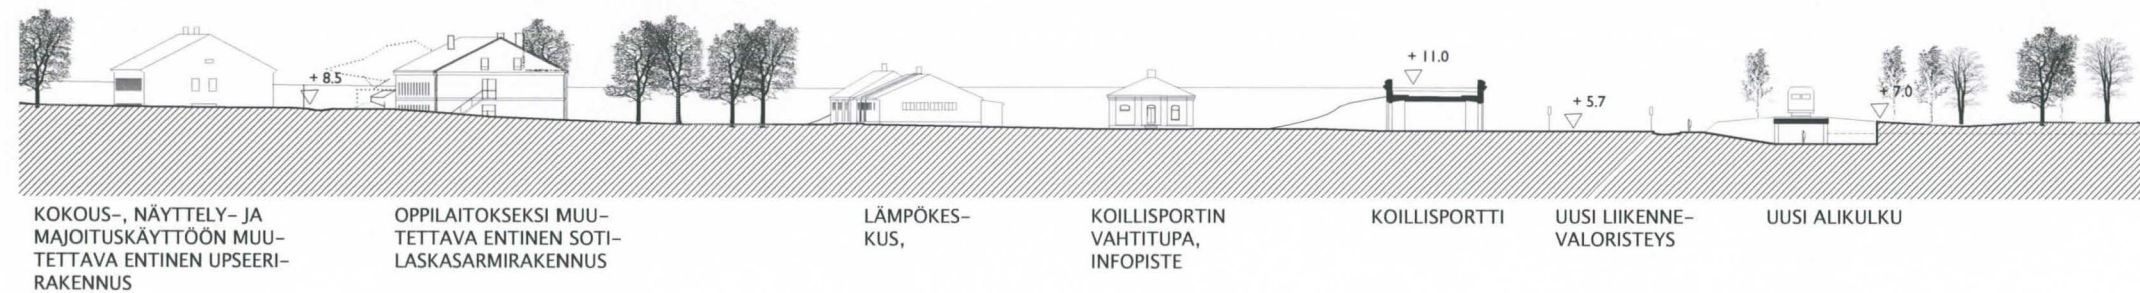 + 8.5
+ 11.0
+ 5.7
+ 7.0
KOKOUS-, NÄYTTELY- JA
MAJOITUSKÄYTTÖÖN MUU-
TETTAVA ENTINEN UPSEERI-
RAKENNUS
OPPILAITOKSEKSI MUU-
TETTAVA ENTINEN SOTI-
LASKASARMIRAKENNUS
LÄMPÖKES-
KUS,
KOILLISPORTIN
VAHTITUPA,
INFOPISTE
KOILLISPORTTI
UUSI LIIKENNE-
VALORISTEYS
UUSI ALIKULKU